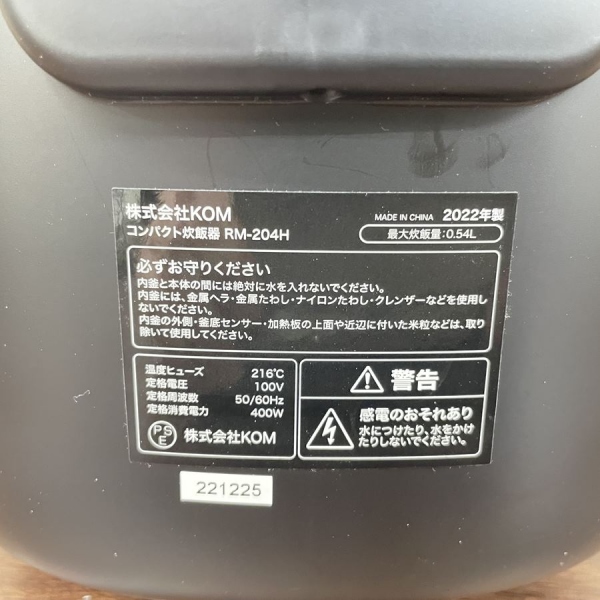 株式会社KOM
MADE IN CHINA 2022年製
コンパクト炊飯器 RM-204H
最大炊飯量:0.54L
必ずお守りください
内釜と本体の間には絶対に水を入れないでください。
内釜には、金属ヘラ・金属たわし・ナイロンたわし・クレンザーなどを使用し
ないでください。
内釜の外側・釜底センサー・加熱板の上面や近辺に付いた米粒などは、取り
除いて使用してください。
温度ヒューズ 216℃
定格電圧 100V
定格周波数 50/60Hz
定格消費電力 400W
PSE 株式会社KOM
警告
感電のおそれあり
水につけたり、水をかけ
たりしないでください。
221225